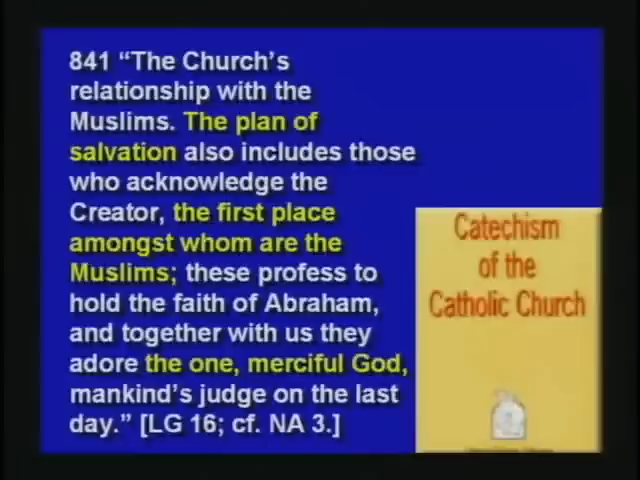 841 “The Church’s
relationship with the
Muslims. The plan of
salvation also includes those
who acknowledge the
Creator, the first place
amongst whom are the
Muslims; these profess to
hold the faith of Abraham,
and together with us they
adore the one, merciful God,
mankind’s judge on the last
day.” [LG 16; cf. NA 3.]
Catechism
of the
Catholic Church